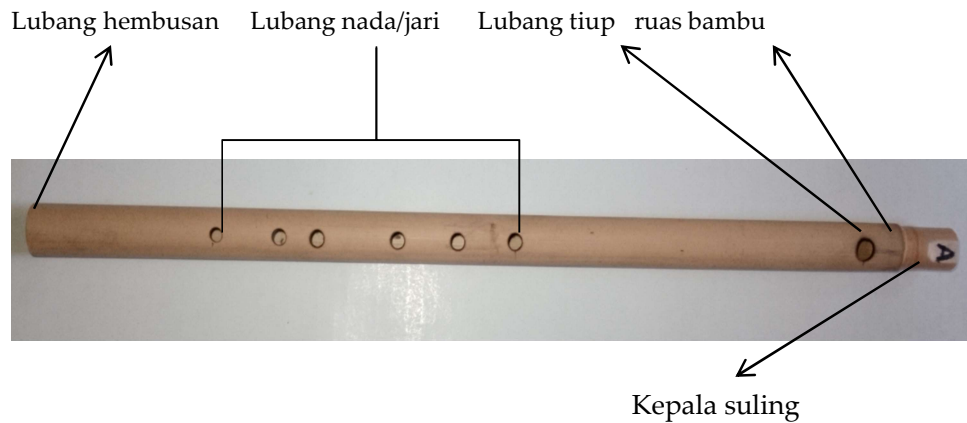 Lubang hembusan Lubang nada/jari Lubang tiup ruas bambu
A
Kepala suling